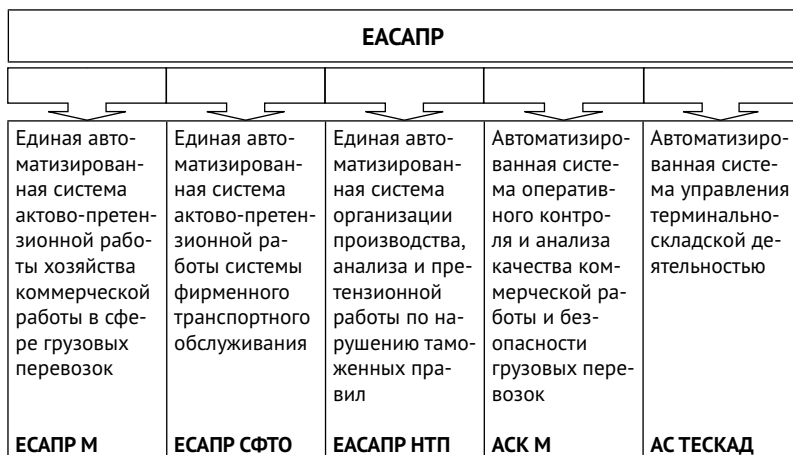 ЕАСАПР
Единая авто-
матизирован-
ная система
актово-претен-
зионной рабо-
ты хозяйства
коммерческой
работы в сфе-
ре грузовых
перевозок
ЕСАПР М
Единая авто-
матизирован-
ная система
актово-претен-
зионной ра-
боты системы
фирменного
транспортного
обслуживания
ЕСАПР СФТО
Единая авто-
матизированная
система
организации
производства,
анализа и пре-
тензионной
работы по на-
рушению тамо-
женных пра-
вил
ЕАСАПР НТП
Автоматизиро-
ванная систе-
ма оператив-
ного контро-
ля и анализа
качества ком-
мерческой ра-
боты и без-
опасности
грузовых пере-
возок
АСК М
Автоматизиро-
ванная систе-
ма управления
терминально-
складской де-
ятельностью
АС ТЕСКАД